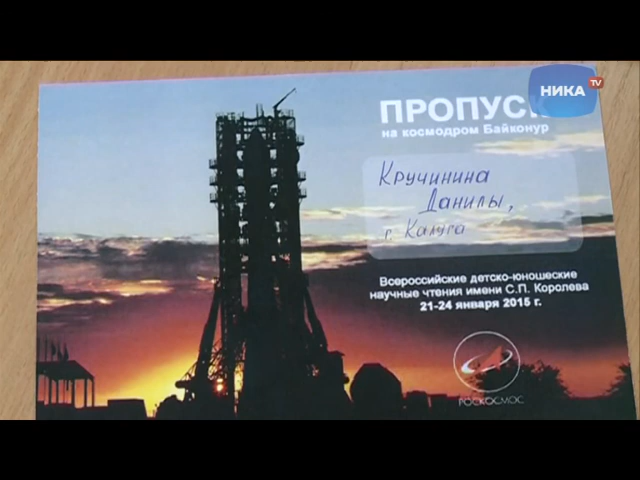 НИКА TV
ПРОПУСК
на космодром Байконур
Кручинина
Данилы,
г. Калуга
Всероссийские детско-юношеские
научные чтения имени С.П. Королева
21-24 января 2015 г.
РОСКОСМОС